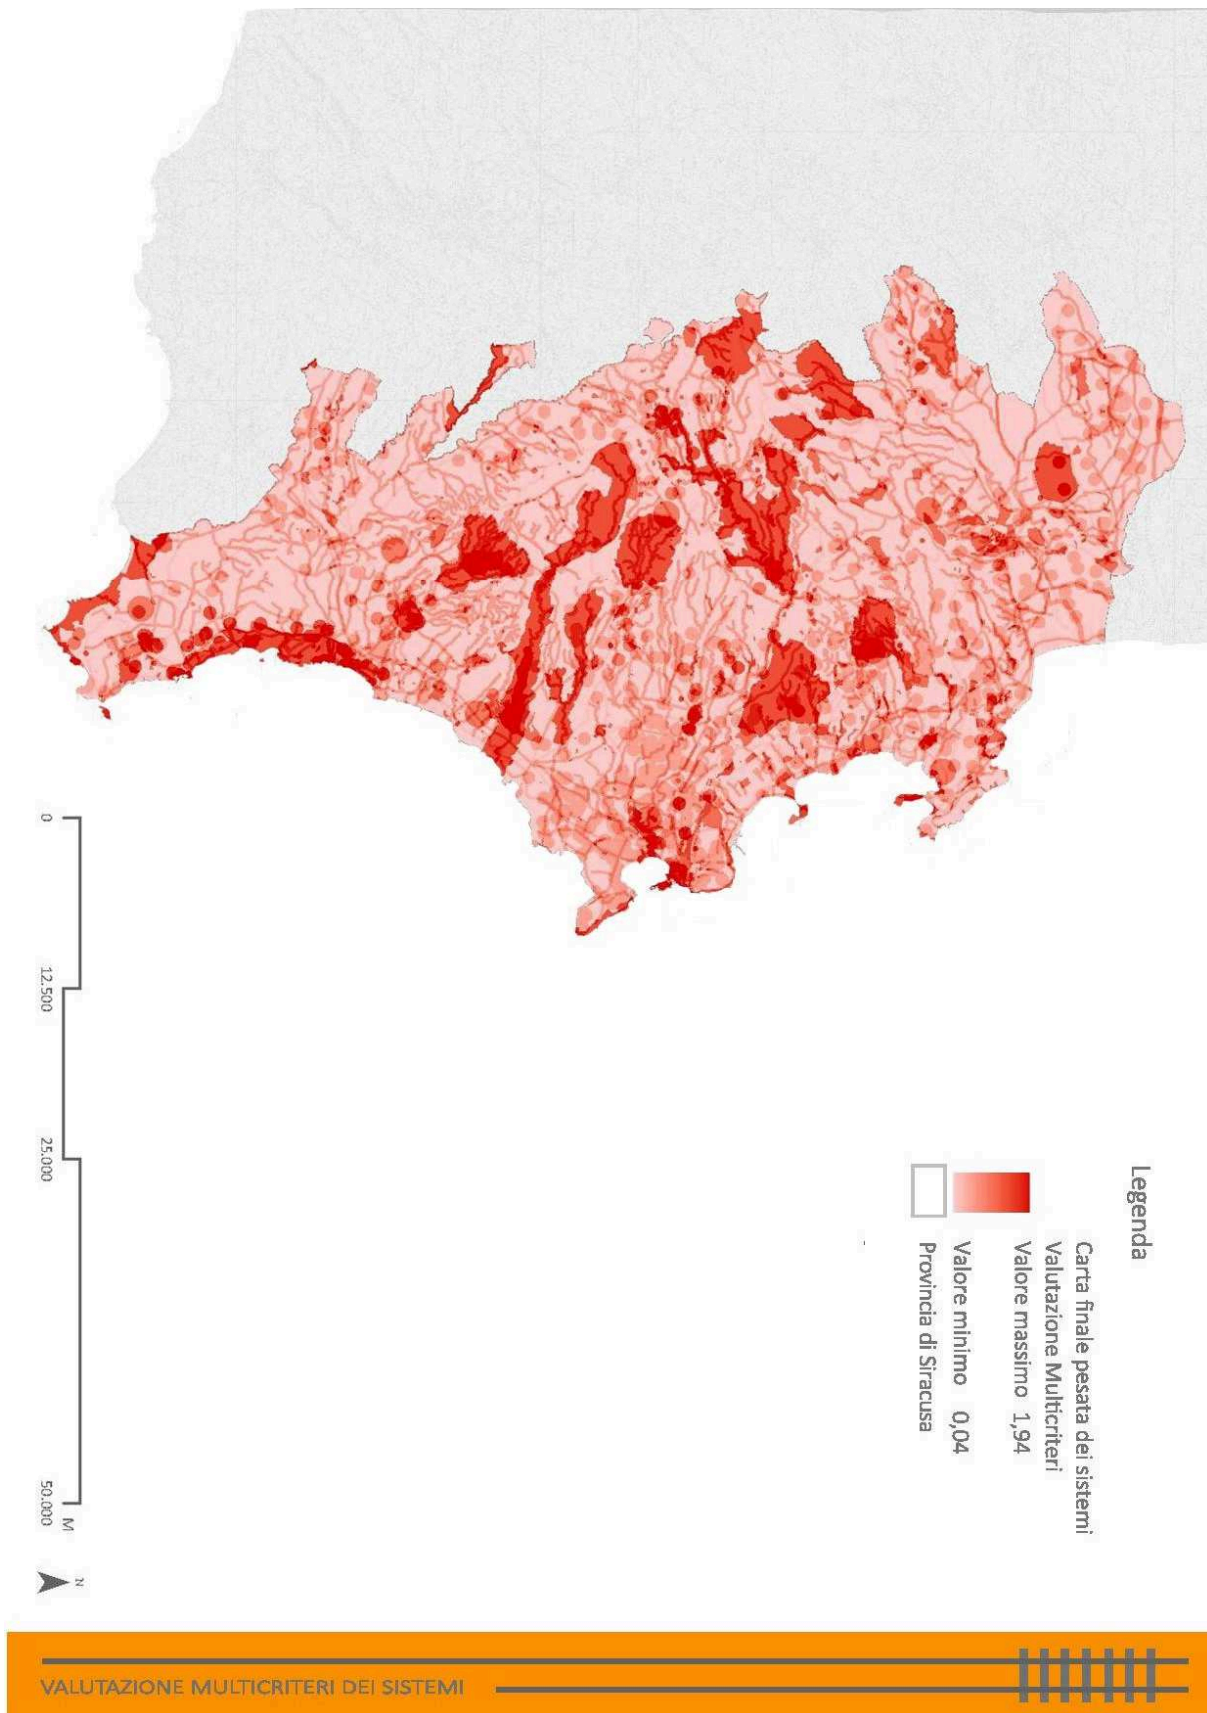 Legenda
Carta finale pesata dei sistemi
Valutazione Multicriteri
Valore massimo 1,94
Valore minimo 0,04
Provincia di Siracusa
0
12.500
25.000
50.000
M
N
VALUTAZIONE MULTICRITERI DEI SISTEMI